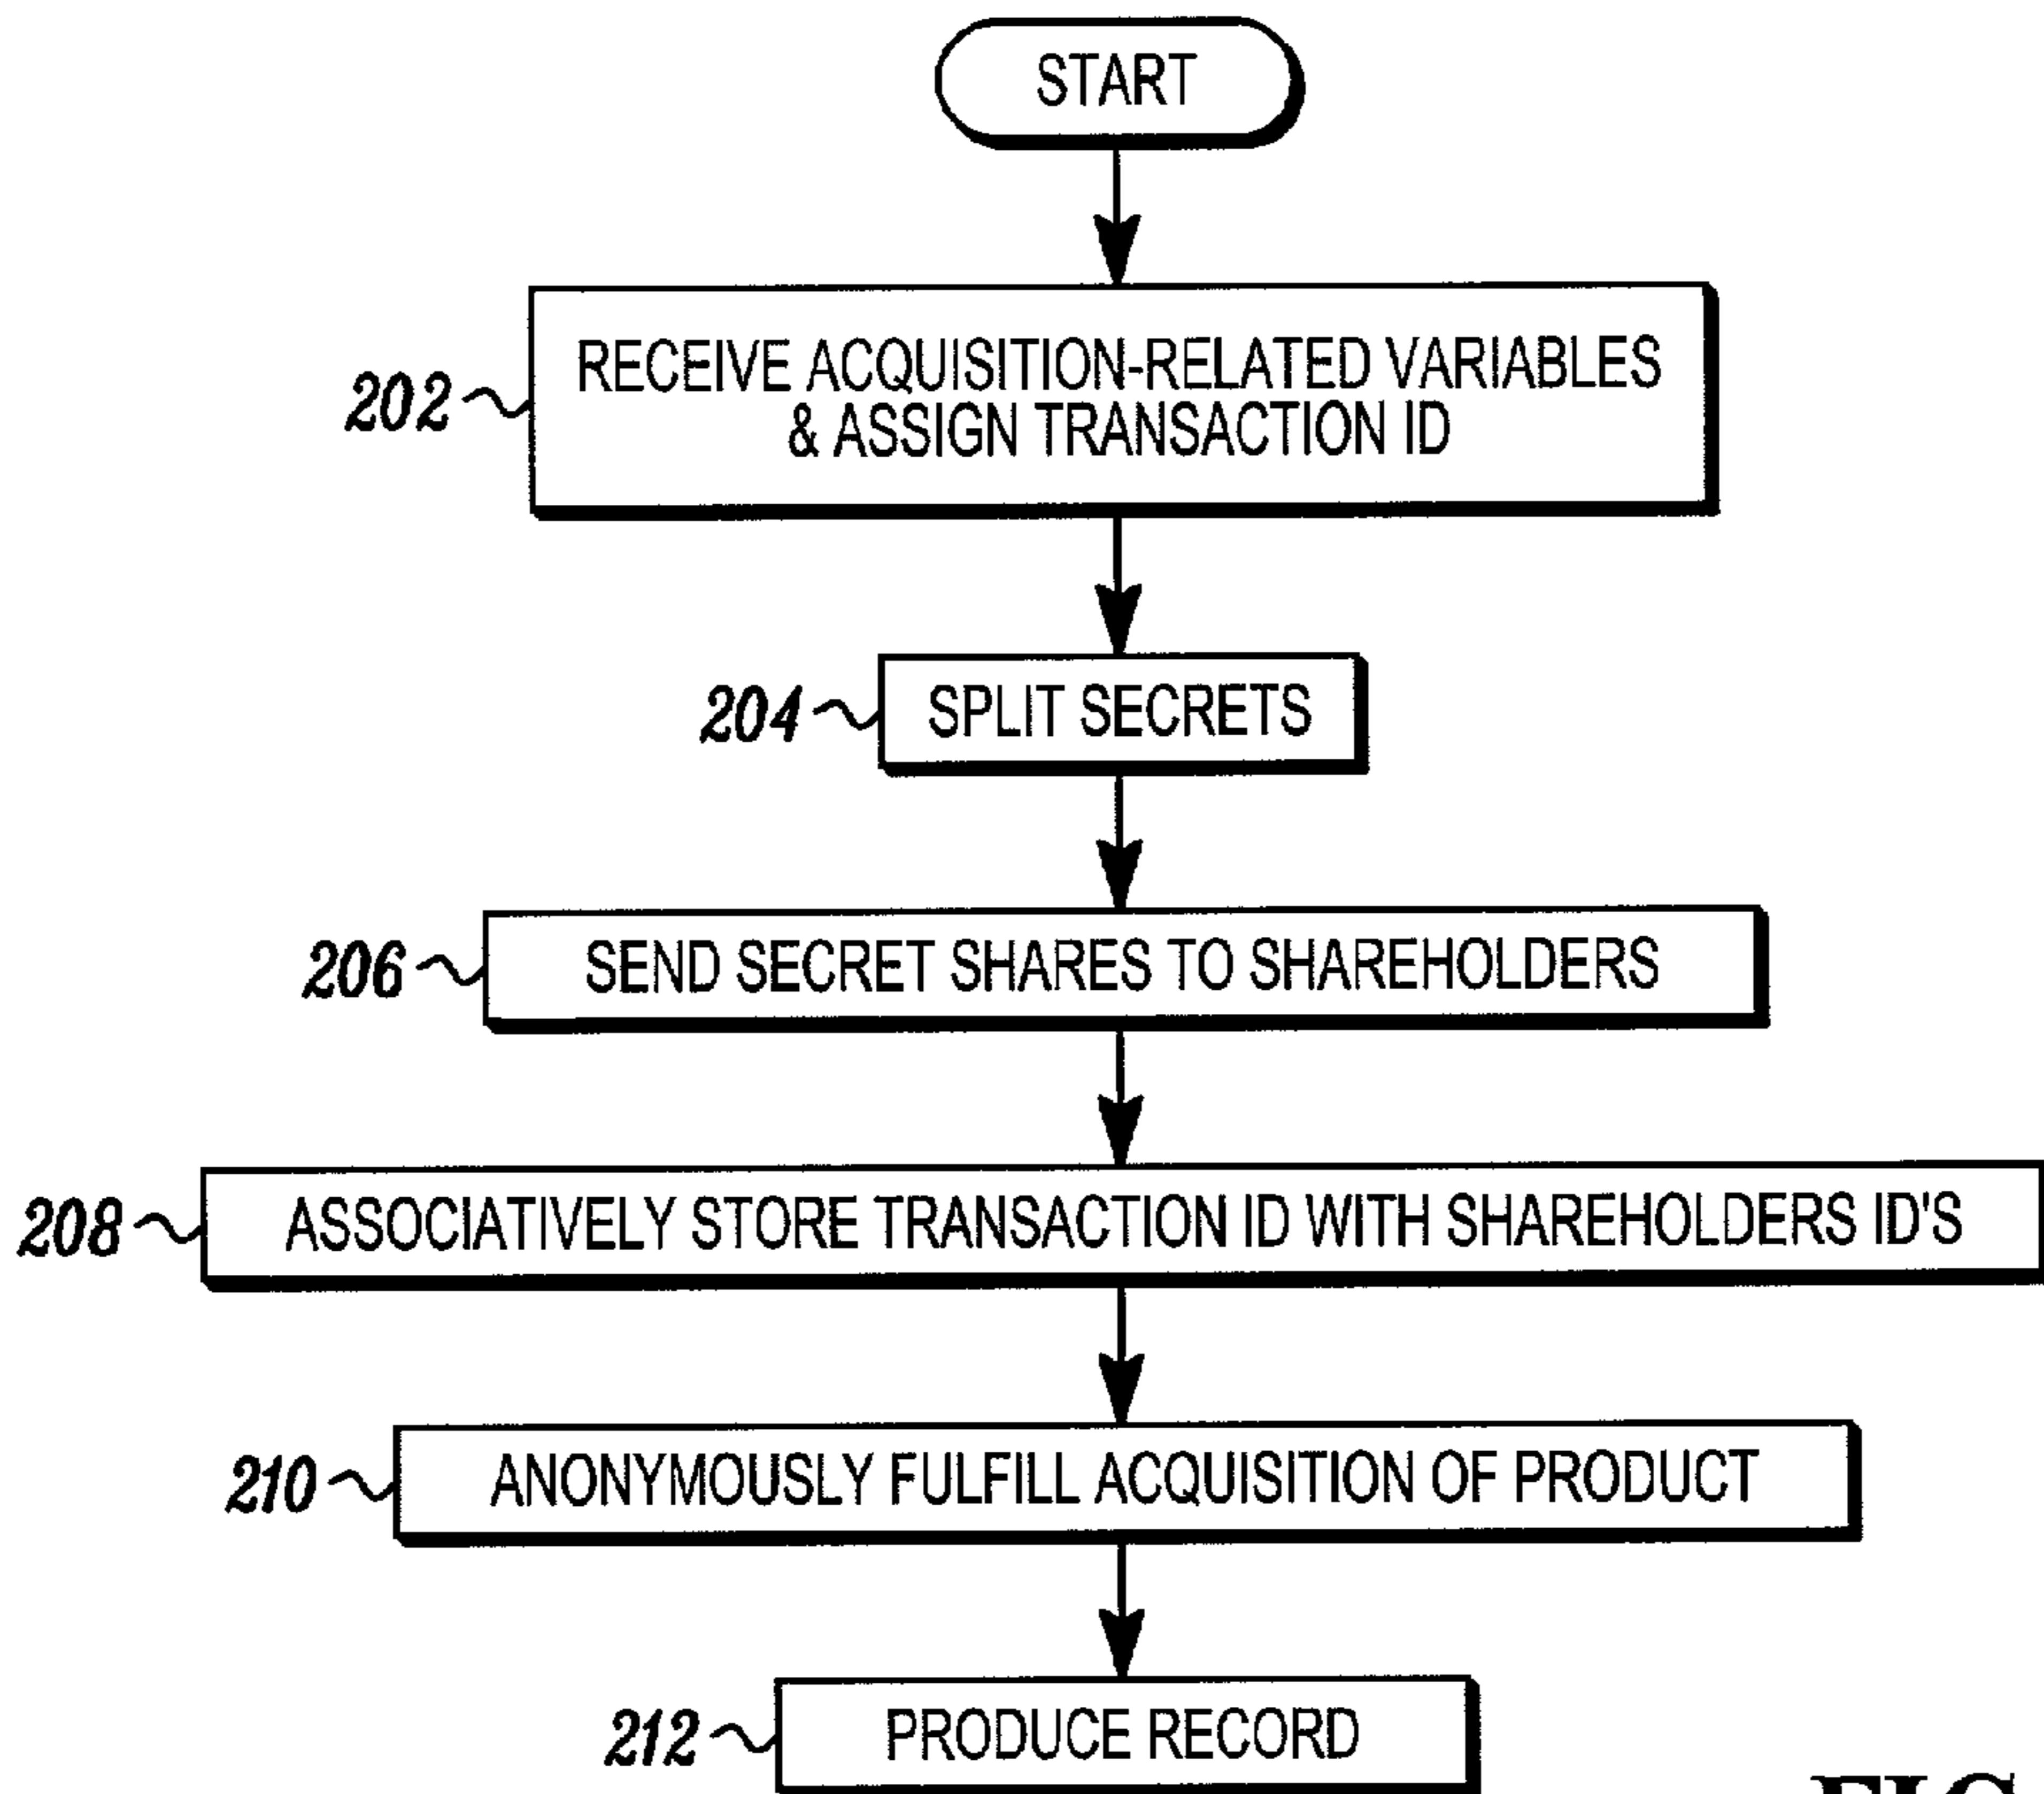 START
RECEIVE ACQUISITION-RELATED VARIABLES
& ASSIGN TRANSACTION ID
202
SPLIT SECRETS
204
SEND SECRET SHARES TO SHAREHOLDERS
206
ASSOCIATIVELY STORE TRANSACTION ID WITH SHAREHOLDERS ID'S
208
ANONYMOUSLY FULFILL ACQUISITION OF PRODUCT
210
PRODUCE RECORD
212